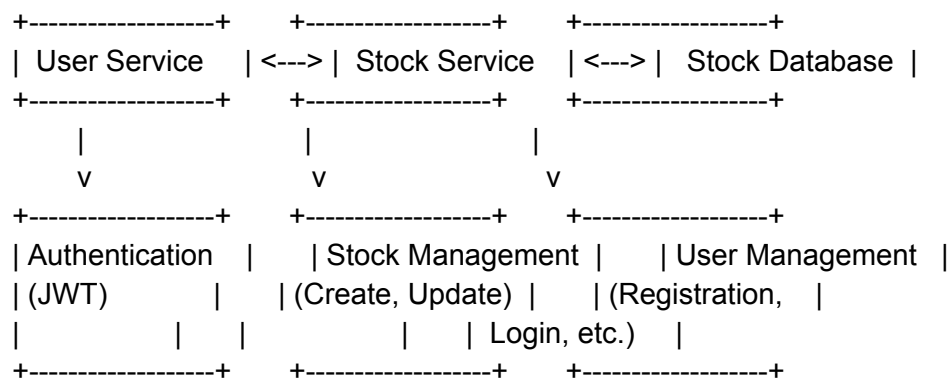 +-------------------+ +-------------------+ +-------------------+
| User Service | <---> | Stock Service | <---> | Stock Database |
+-------------------+ +-------------------+ +-------------------+
| | |
v v v
+-------------------+ +-------------------+ +-------------------+
| Authentication | | Stock Management | | User Management |
| (JWT) | | (Create, Update) | | (Registration, |
| | | | | Login, etc.) |
+-------------------+ +-------------------+ +-------------------+